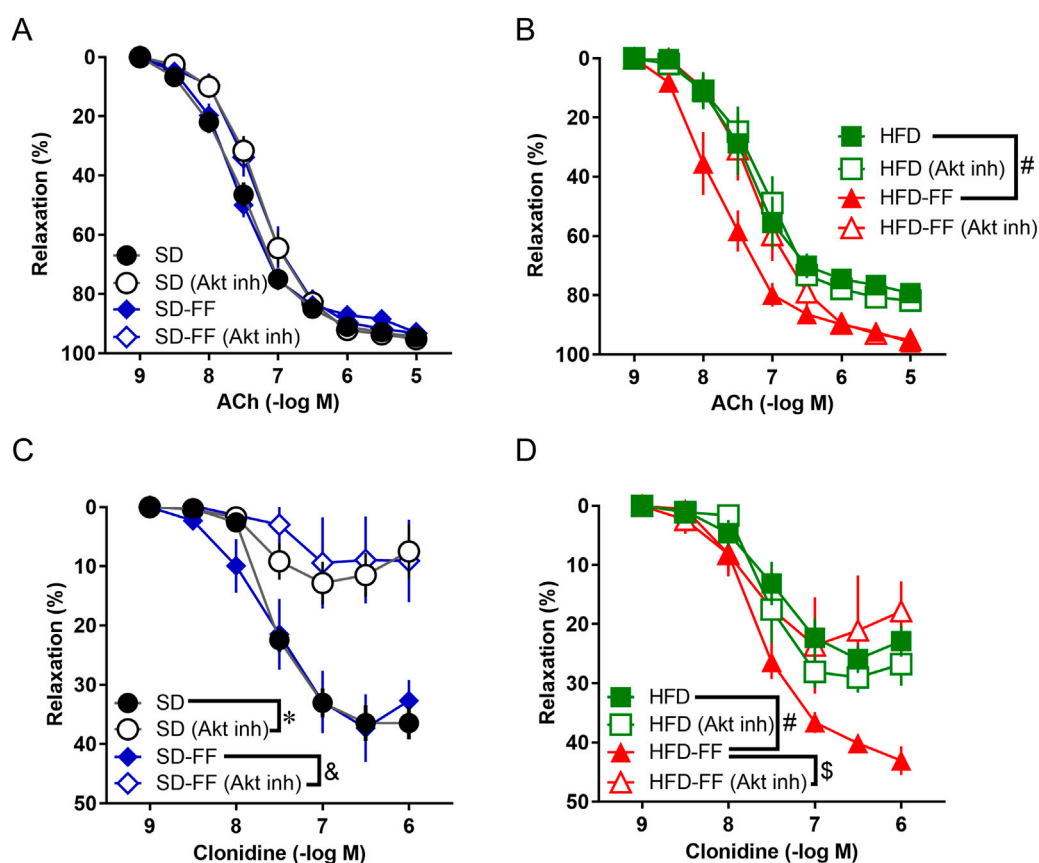 A
0
20
40
60
80
100
Relaxation (%)
SD
SD (Akt inh)
SD-FF
SD-FF (Akt inh)
9 8 7 6 5
ACh (-log M)
B
0
20
40
60
80
100
Relaxation (%)
HFD
HFD (Akt inh)
HFD-FF
HFD-FF (Akt inh)
#
9 8 7 6 5
ACh (-log M)
C
0
10
20
30
40
50
Relaxation (%)
SD
SD (Akt inh)
SD-FF
SD-FF (Akt inh)
*
&
9 8 7 6
Clonidine (-log M)
D
0
10
20
30
40
50
Relaxation (%)
HFD
HFD (Akt inh)
HFD-FF
HFD-FF (Akt inh)
#
$
9 8 7 6
Clonidine (-log M)